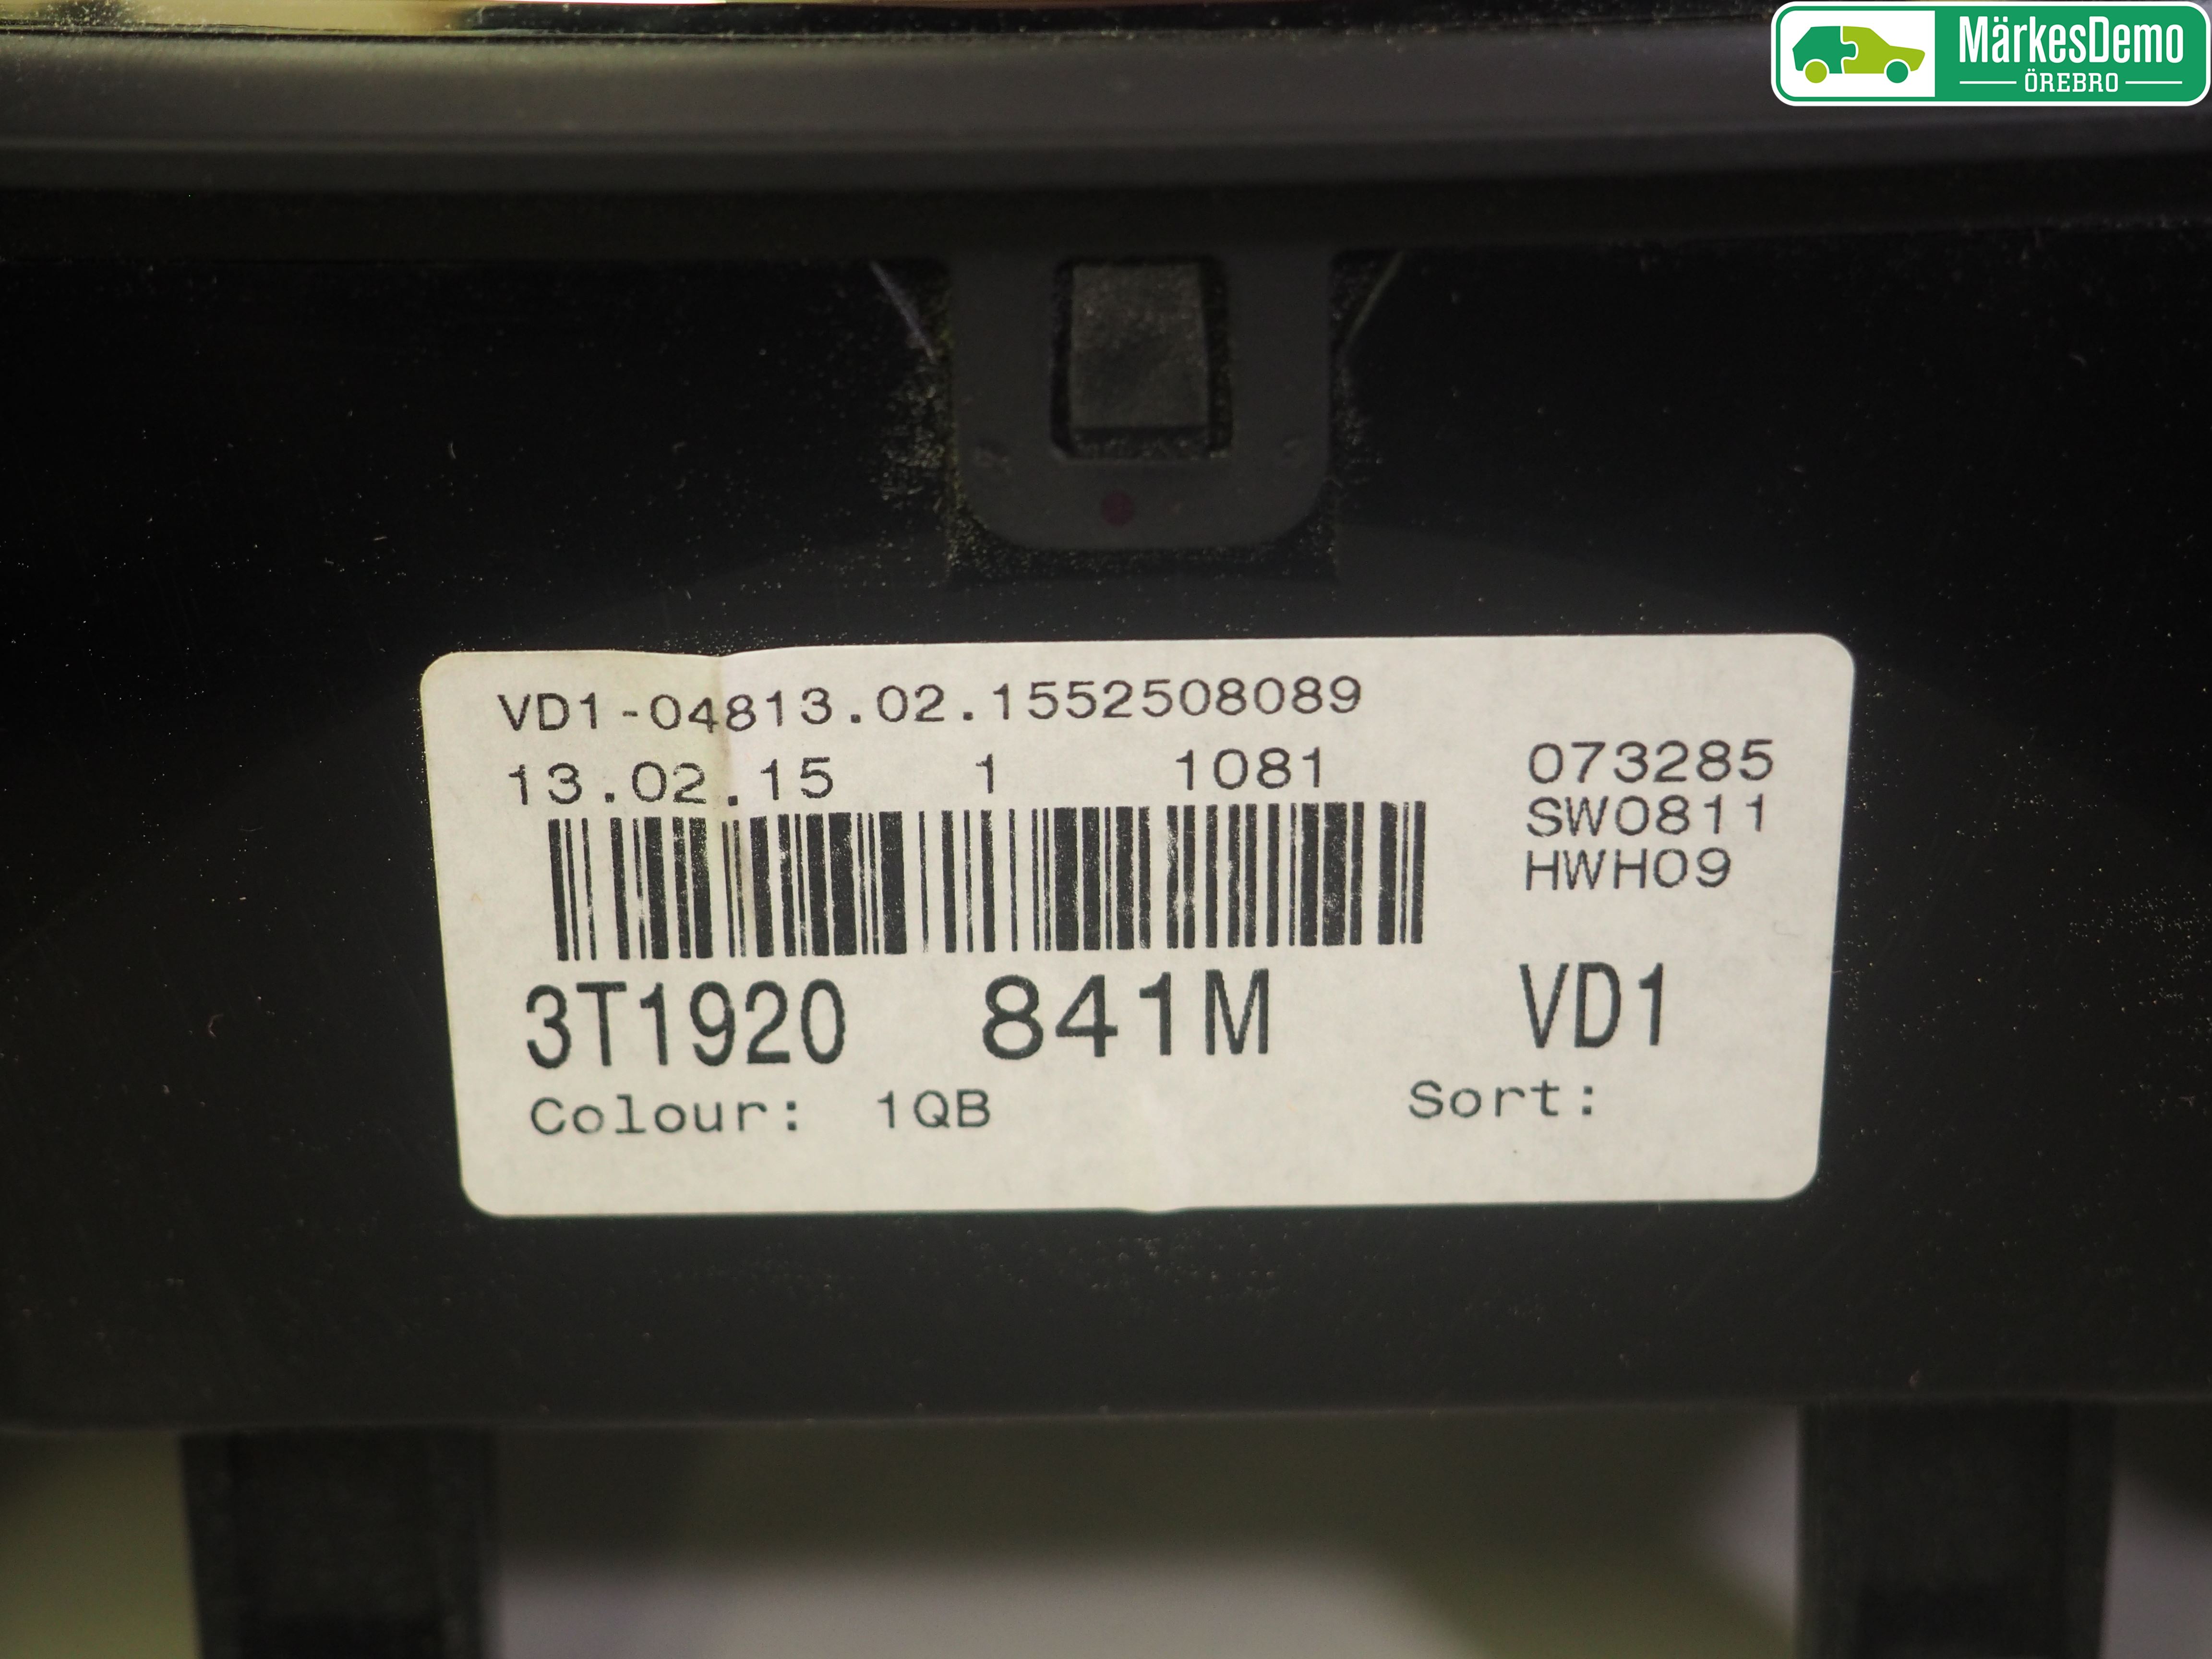 MärkesDemo
ÖREBRO
VD1-04813.02.1552508089
13.02.15 1 1081 073285
SW0811
HWH09
3T1920 841M VD1
Colour: 1QB Sort: